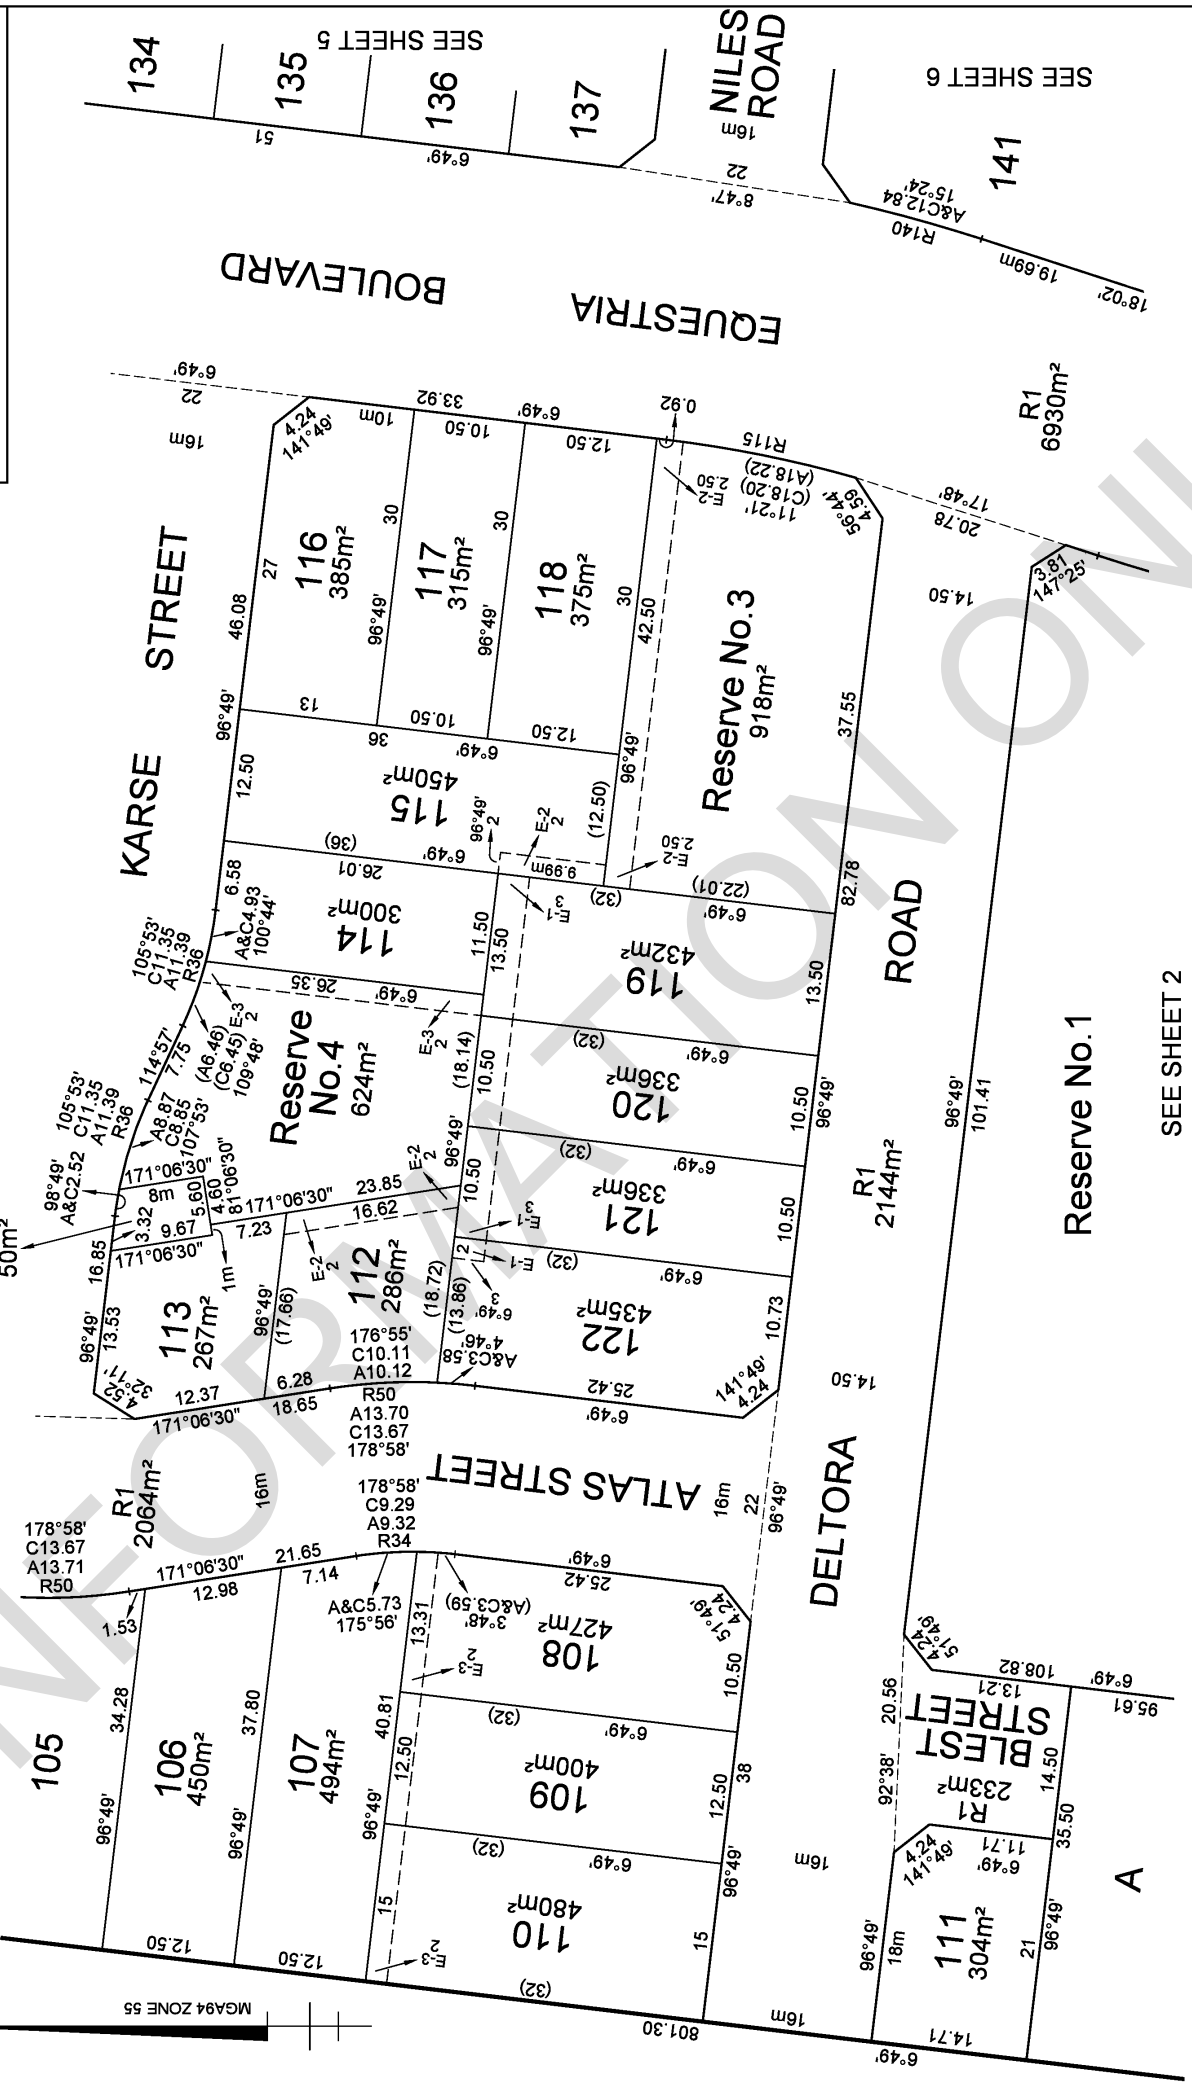 134
135
136
137
SEE SHEET 5
51
6°49'
NILES
ROAD
16m
22
8°47'
SEE SHEET 6
141
A&C12.84
15°24'
R140
19.69m
18°02'
EQUESTRIA
BOULEVARD
6°49'
22
16m
R1
6930m²
KARSE
STREET
4.24
141°49'
10m
33.92
10.50
6°49'
12.50
0.92
R115
(A18.22)
(C18.20)
11°21'
E-2
2.50
56°44'
4.59
17°48'
20.78
3.81
147°25'
14.50
116
385m²
27
30
46.08
96°49'
13
117
315m²
30
96°49'
10.50
118
375m²
96°49'
30
42.50
12.50
36
6°49'
96°49'
Reserve No.3
918m²
37.55
82.78
12.50
115
450m²
(36)
96°49'
2
E-2
2
(12.50)
E-2
2.50
6.58
6°49'
26.01
9.99m
(32)
(22.01)
6°49'
A&C4.93
100°44'
114
300m²
11.50
13.50
E-1
3
119
432m²
13.50
105°53'
C11.35
A11.39
R36
26.35
6°49'
E-3
2
E-3
2
114°57'
7.75
(A6.46)
(C6.45)
109°48'
Reserve
No.4
624m²
(18.14)
10.50
(32)
6°49'
120
336m²
10.50
96°49'
105°53'
C11.35
A11.39
R36
A8.87
C8.85
107°53'
98°49'
A&C2.52
50m²
171°06'30"
8m
5.60
4.60
81°06'30"
3.32
9.67
171°06'30"
1m
16.85
171°06'30"
23.85
16.62
7.23
E-2
2
E-2
2
96°49'
10.50
(32)
6°49'
121
336m²
10.50
E-1
3
E-1
2
3
6°49'
(32)
6°49'
96°49'
13.53
113
267m²
96°49'
(17.66)
112
286m²
(18.72)
(13.86)
4°46'
A&C3.58
122
435m²
10.73
4.52
32°11'
12.37
171°06'30"
6.28
18.65
176°55'
C10.11
A10.12
R50
A13.70
C13.67
178°58'
25.42
6°49'
141°49'
4.24
ATLAS STREET
R1
2064m²
16m
16m
22
96°49'
DELTORA
ROAD
14.50
R1
2144m²
96°49'
101.41
Reserve No.1
SEE SHEET 2
178°58'
C13.67
A13.71
R50
1.53
171°06'30"
12.98
21.65
7.14
178°58'
C9.29
A9.32
R34
A&C5.73
175°56'
3°48'
(A&C3.59)
6°49'
25.42
51°49'
4.24
105
34.28
96°49'
106
450m²
37.80
96°49'
12.50
107
494m²
40.81
96°49'
12.50
13.31
E-3
2
108
427m²
10.50
(32)
6°49'
12.50
109
400m²
12.50
38
(32)
6°49'
96°49'
15
110
480m²
15
E-3
2
(32)
801.30
16m
16m
6°49'
14.71
92°38'
20.56
4.24
51°49'
13.21
108.82
6°49'
95.61
BLEST
STREET
R1
233m²
14.50
35.50
11.71
6°49'
4.24
141°49'
96°49'
18m
111
304m²
21
96°49'
A
MGA94 ZONE 55
INFORMATION ONL